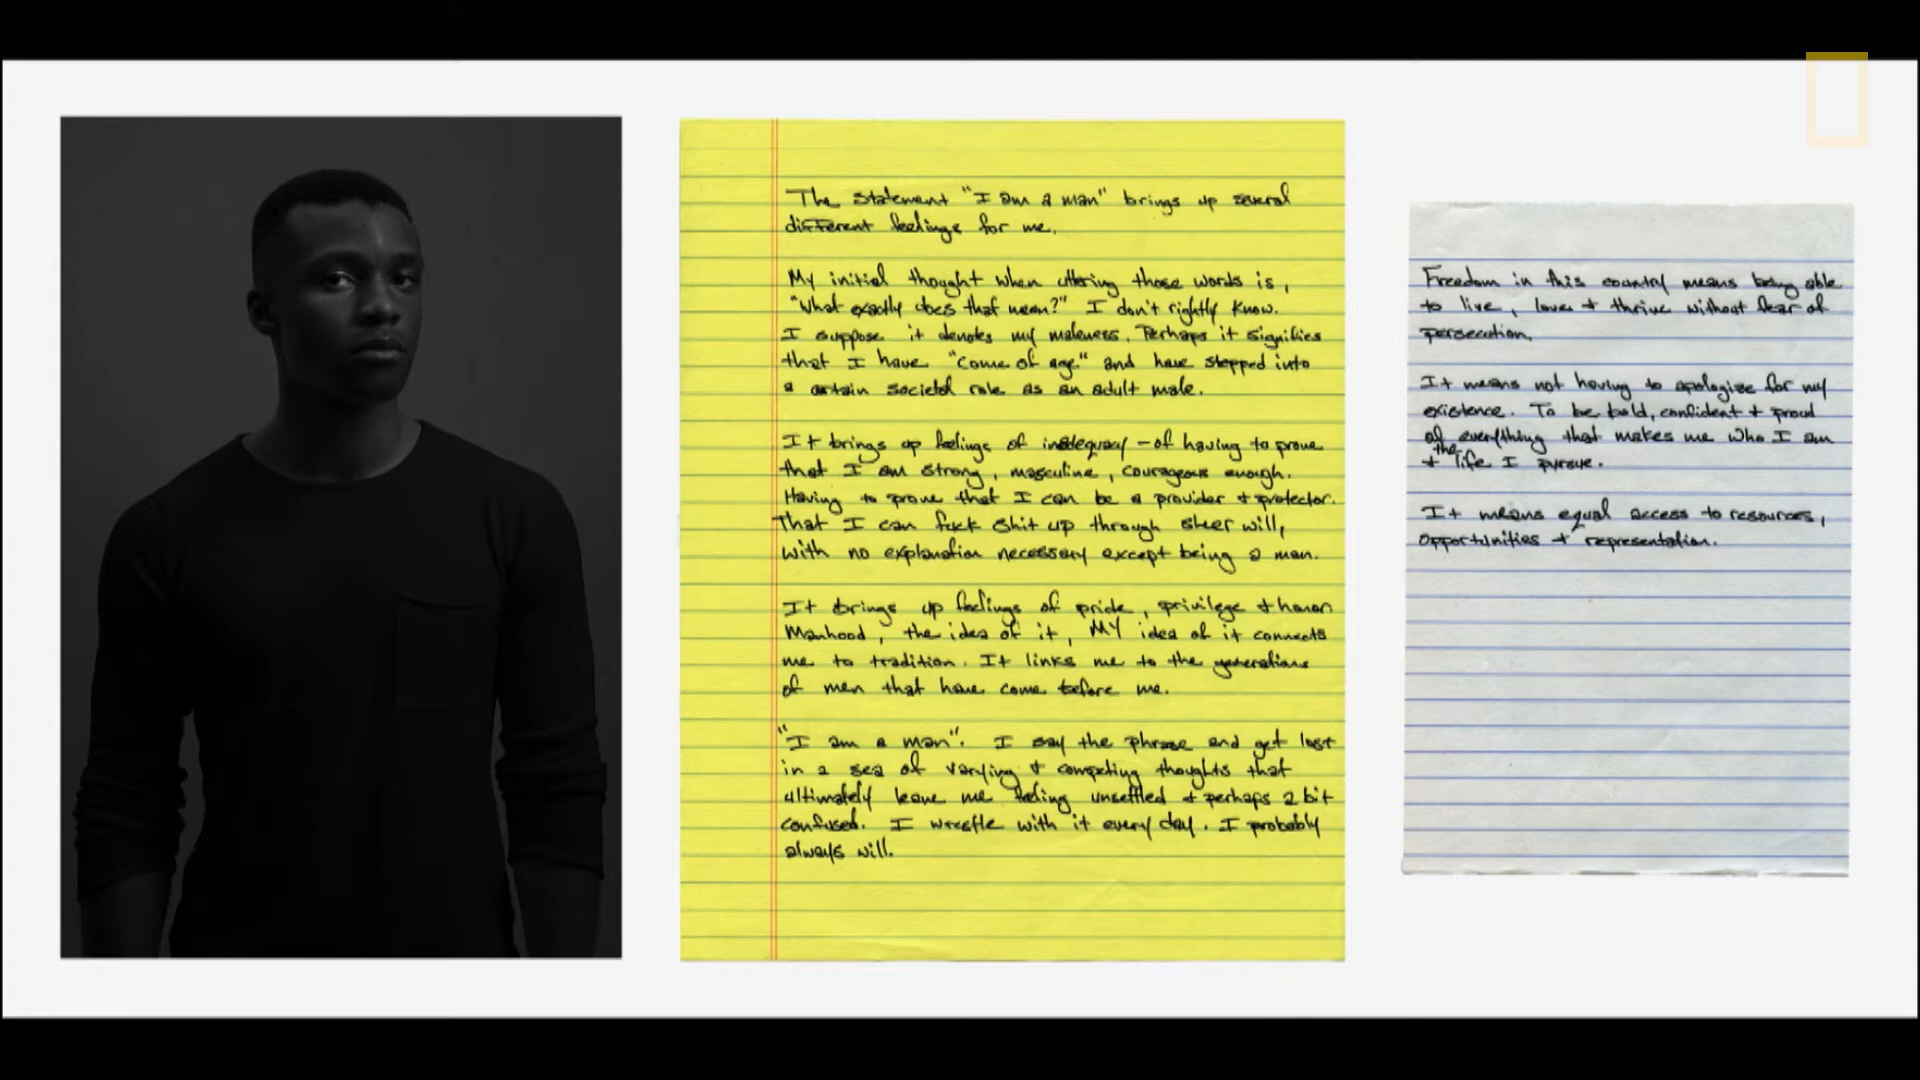 The statement "I am a man" brings up several
different feelings for me.
My initial thought when uttering those words is,
"What exactly does that mean?" I don't rightly know.
I suppose it denotes my maleness. Perhaps it signifies
that I have "come of age" and have stepped into
a certain societal role as an adult male.
It brings up feelings of inadequacy - of having to prove
that I am strong, masculine, courageous enough.
Having to prove that I can be a provider + protector.
That I can fuck shit up through sheer will,
with no explanation necessary except being a man.
It brings up feelings of pride, privilege + honor.
Manhood, the idea of it, MY idea of it connects
me to tradition. It links me to the generations
of men that have come before me.
"I am a man". I say the phrase and get lost
in a sea of varying + competing thoughts that
ultimately leave me feeling unsettled + perhaps a bit
confused. I wrestle with it every day. I probably
always will.
Freedom in this country means being able
to live, love + thrive without fear of
persecution.
It means not having to apologize for my
existence. To be bold, confident + proud
of everything that makes me who I am
+ the life I pursue.
It means equal access to resources,
opportunities + representation.